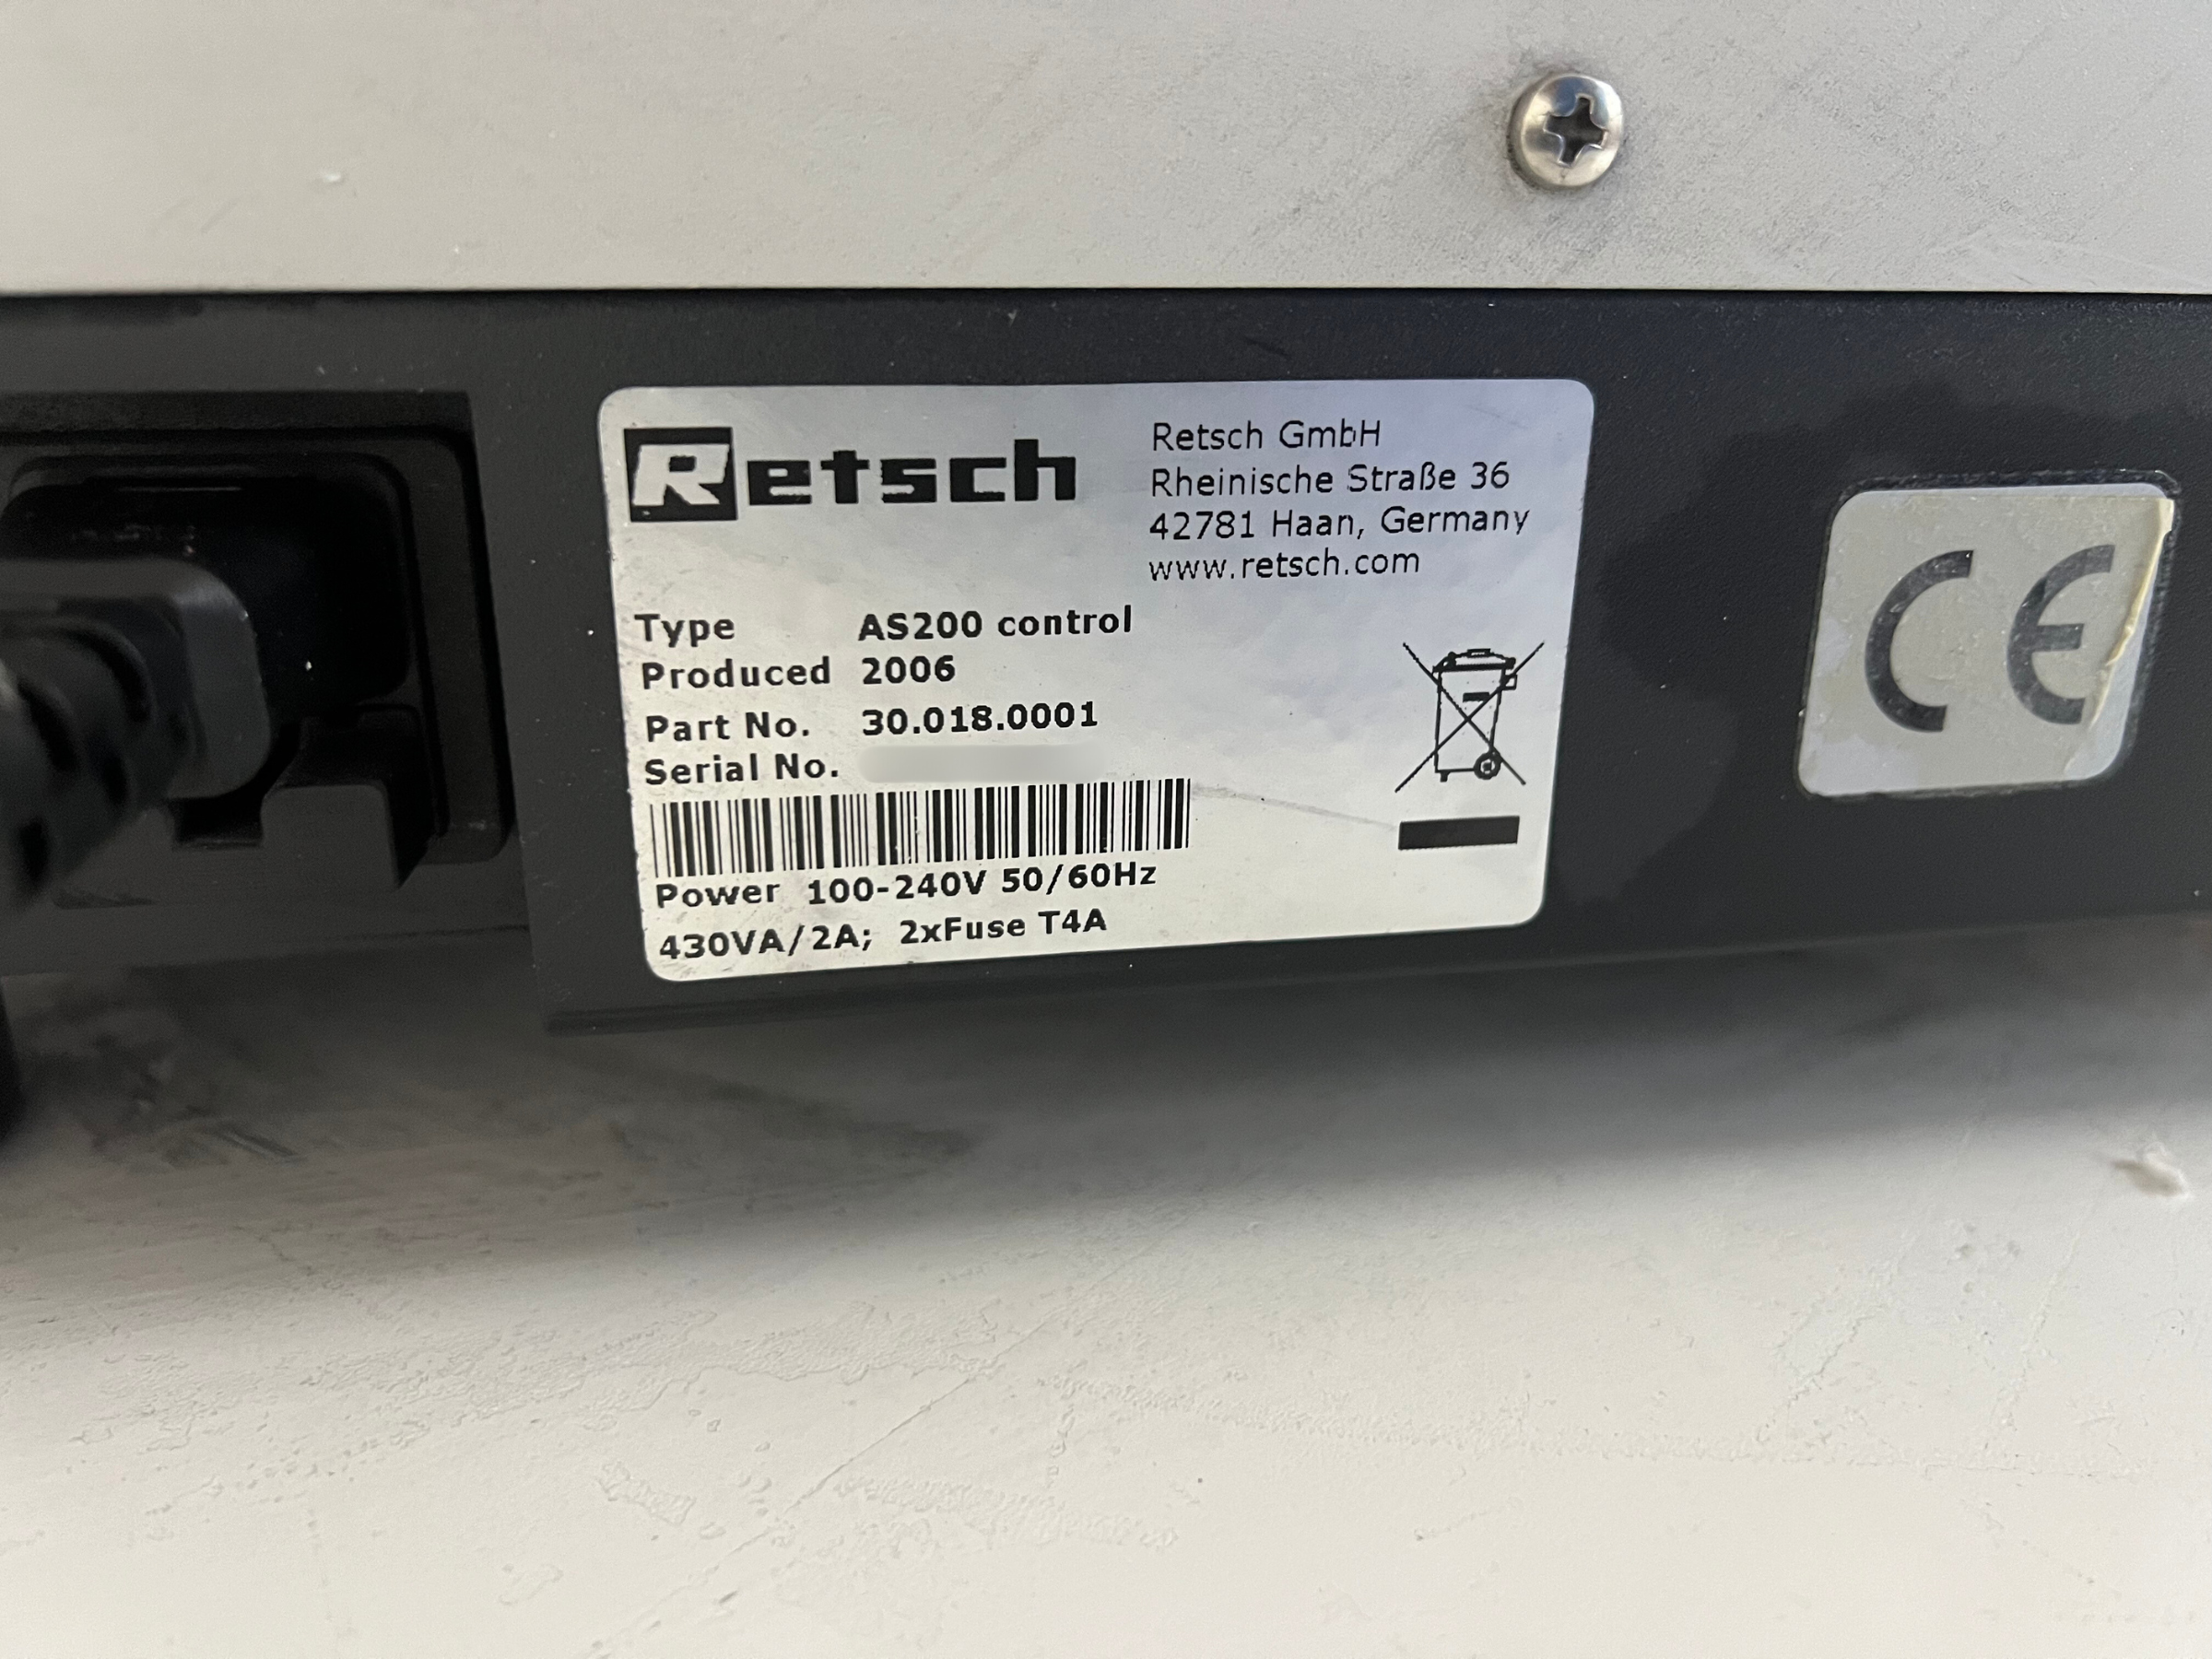 Retsch
Retsch GmbH
Rheinische Straße 36
42781 Haan, Germany
www.retsch.com
Type AS200 control
Produced 2006
Part No. 30.018.0001
Serial No.
Power 100-240V 50/60Hz
430VA/2A; 2xFuse T4A
CE